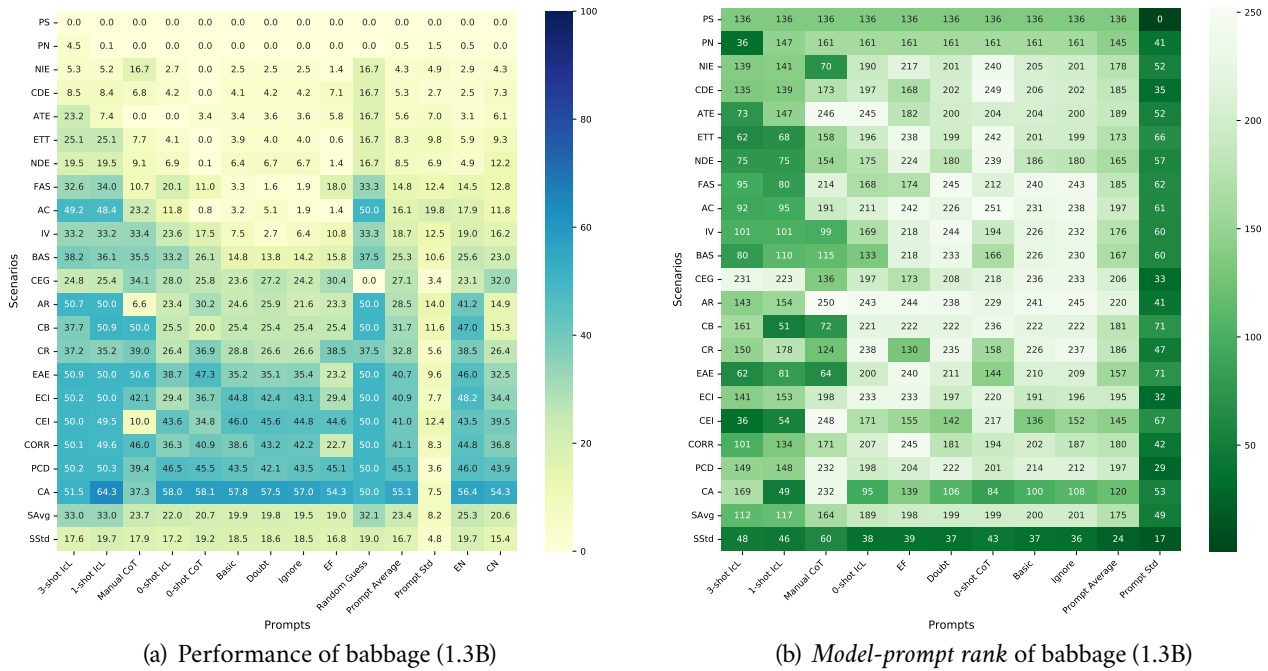 PS 0.0 0.0 0.0 0.0 0.0 0.0 0.0 0.0 0.0 0.0 0.0 0.0 0.0 0.0
PN 4.5 0.1 0.0 0.0 0.0 0.0 0.0 0.0 0.0 0.0 0.5 1.5 0.5 0.0
NIE 5.3 5.2 16.7 2.7 0.0 2.5 2.5 2.5 1.4 16.7 4.3 4.9 2.9 4.3
CDE 8.5 8.4 6.8 4.2 0.0 4.1 4.2 4.2 7.1 16.7 5.3 2.7 2.5 7.3
ATE 23.2 7.4 0.0 0.0 3.4 3.4 3.4 3.6 5.8 16.7 5.6 7.0 3.1 6.1
ETT 25.1 25.1 7.7 4.1 0.0 3.9 4.0 4.0 0.6 16.7 8.3 9.8 5.9 9.3
NDE 19.5 19.5 9.1 6.9 0.1 6.4 6.7 6.7 1.4 16.7 8.5 6.9 4.9 12.2
FAS 32.6 34.0 10.7 20.1 11.0 3.3 1.6 1.9 18.0 33.3 14.8 12.4 14.5 12.8
AC 49.2 48.4 23.2 11.8 0.8 3.2 5.1 1.9 1.4 50.0 16.1 19.8 17.9 11.8
IV 33.2 33.2 33.4 23.6 17.5 7.5 2.7 6.4 10.8 33.3 18.7 12.5 19.0 16.2
BAS 38.2 36.1 35.5 33.2 26.1 14.8 13.8 14.2 15.8 37.5 25.3 10.6 25.6 23.0
CEG 24.8 25.4 34.1 28.0 22.2 23.6 27.2 24.2 30.4 0.0 27.1 3.4 23.1 32.0
AR 50.7 50.0 6.6 23.4 30.2 24.6 25.9 21.6 23.3 50.0 28.5 14.0 41.2 14.9
CB 37.7 50.9 50.0 25.5 20.0 25.4 25.4 25.4 25.4 50.0 31.7 11.6 47.0 15.3
CR 37.2 35.2 39.0 26.4 36.9 28.8 26.6 26.6 38.5 37.5 32.8 5.6 38.5 26.4
EAE 50.9 50.0 50.6 38.7 47.3 35.2 35.1 35.4 23.2 50.0 40.7 9.6 46.0 32.5
ECI 50.2 50.0 42.1 29.4 36.7 44.8 42.4 43.1 29.4 50.0 40.9 7.7 48.2 34.4
CEI 50.0 49.5 10.0 43.6 34.8 46.0 45.6 44.8 44.6 50.0 41.0 12.4 43.5 39.5
CORR 50.1 49.6 46.0 36.3 40.9 38.6 43.2 42.2 22.7 50.0 41.1 8.3 44.8 36.8
PCD 50.2 50.3 39.4 46.5 45.5 43.5 42.1 43.5 45.1 50.0 45.1 3.6 46.0 43.9
CA 51.5 64.3 37.3 58.0 58.1 57.8 57.5 57.0 54.3 50.0 55.1 7.5 56.4 54.3
SAvg 33.0 33.0 23.7 22.0 20.7 19.9 19.8 19.5 19.0 32.1 23.4 8.2 25.3 20.6
SStd 17.6 19.7 17.9 17.2 19.2 18.5 18.6 18.5 16.8 19.0 16.7 4.8 19.7 15.4
3-shot IcL 1-shot IcL Manual CoT 0-shot IcL 0-shot CoT Basic Doubt Ignore EF Random Guess Prompt Average Prompt Std EN CN
Prompts
Scenarios
100
80
60
40
20
0
(a) Performance of babbage (1.3B)
PS 136 136 136 136 136 136 136 136 136 136 0
PN 36 147 161 161 161 161 161 161 161 145 41
NIE 139 141 70 190 217 201 240 205 201 178 52
CDE 135 139 173 197 168 202 249 206 202 185 35
ATE 73 147 246 245 182 200 204 200 200 189 52
ETT 62 68 158 196 238 199 242 201 199 173 66
NDE 75 75 154 175 224 180 239 186 180 165 57
FAS 95 80 214 168 174 245 212 240 243 185 62
AC 92 95 191 211 242 226 251 231 238 197 61
IV 101 101 99 169 218 244 194 226 232 176 60
BAS 80 110 115 133 218 233 166 226 230 167 60
CEG 231 223 136 197 173 208 218 236 233 206 33
AR 143 154 250 243 244 238 229 241 245 220 41
CB 161 51 72 221 222 222 236 222 222 181 71
CR 150 178 124 238 130 235 158 226 237 186 47
EAE 62 81 64 200 240 211 144 210 209 157 71
ECI 141 153 198 233 233 197 220 191 196 195 32
CEI 36 54 248 171 155 142 217 136 152 145 67
CORR 101 134 171 207 245 181 194 202 187 180 42
PCD 149 148 232 198 204 222 201 214 212 197 29
CA 169 49 232 95 139 106 84 100 108 120 53
SAvg 112 117 164 189 198 199 199 200 201 175 49
SStd 48 46 60 38 39 37 43 37 36 24 17
3-shot IcL 1-shot IcL Manual CoT 0-shot IcL EF Doubt 0-shot CoT Basic Ignore Prompt Average Prompt Std
Prompts
Scenarios
250
200
150
100
50
(b) Model-prompt rank of babbage (1.3B)